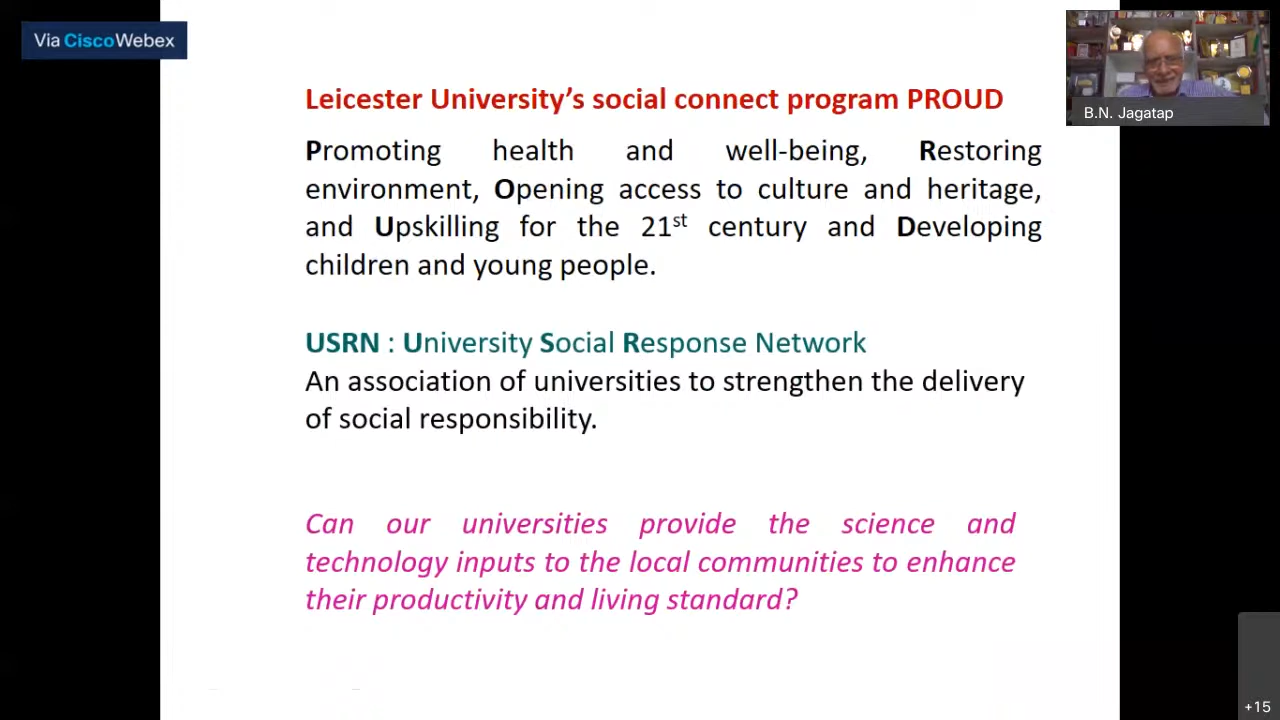 Via CiscoWebex
B.N. Jagatap
Leicester University’s social connect program PROUD
Promoting health and well-being, Restoring
environment, Opening access to culture and heritage,
and Upskilling for the 21st century and Developing
children and young people.
USRN : University Social Response Network
An association of universities to strengthen the delivery
of social responsibility.
Can our universities provide the science and
technology inputs to the local communities to enhance
their productivity and living standard?
+15